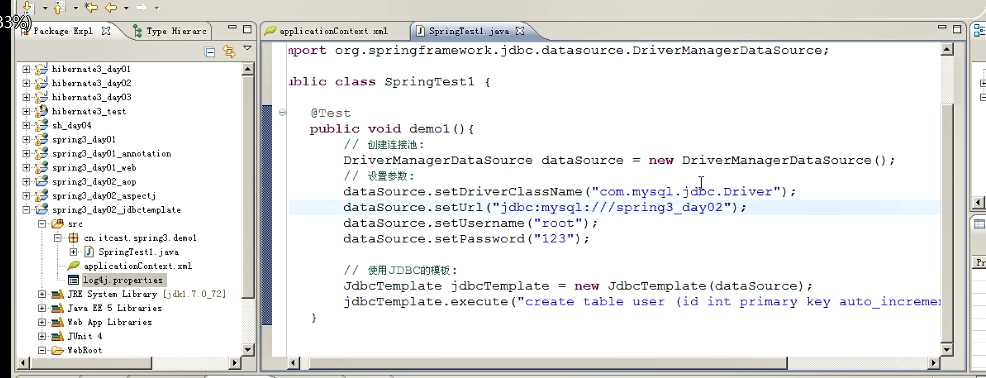 33%)
Package Expl
Type Hierarc
hibernate3_day01
hibernate3_day02
hibernate3_day03
hibernate3_test
sh_day04
spring3_day01
spring3_day01_annotation
spring3_day01_web
spring3_day02_aop
spring3_day02_aspectj
spring3_day02_jdbctemplate
src
cn.itcast.spring3.demo1
SpringTest1.java
applicationContext.xml
log4j.properties
JRE System Library [jdk1.7.0_72]
Java EE 5 Libraries
Web App Libraries
JUnit 4
WebRoot
applicationContext.xml
SpringTest1.java
mport org.springframework.jdbc.datasource.DriverManagerDataSource;
ublic class SpringTest1 {
@Test
public void demo1(){
// 创建连接池:
DriverManagerDataSource dataSource = new DriverManagerDataSource();
// 设置参数:
dataSource.setDriverClassName("com.mysql.jdbc.Driver");
dataSource.setUrl("jdbc:mysql:///spring3_day02");
dataSource.setUsername("root");
dataSource.setPassword("123");
// 使用JDBC的模板:
JdbcTemplate jdbcTemplate = new JdbcTemplate(dataSource);
jdbcTemplate.execute("create table user (id int primary key auto_increme
}